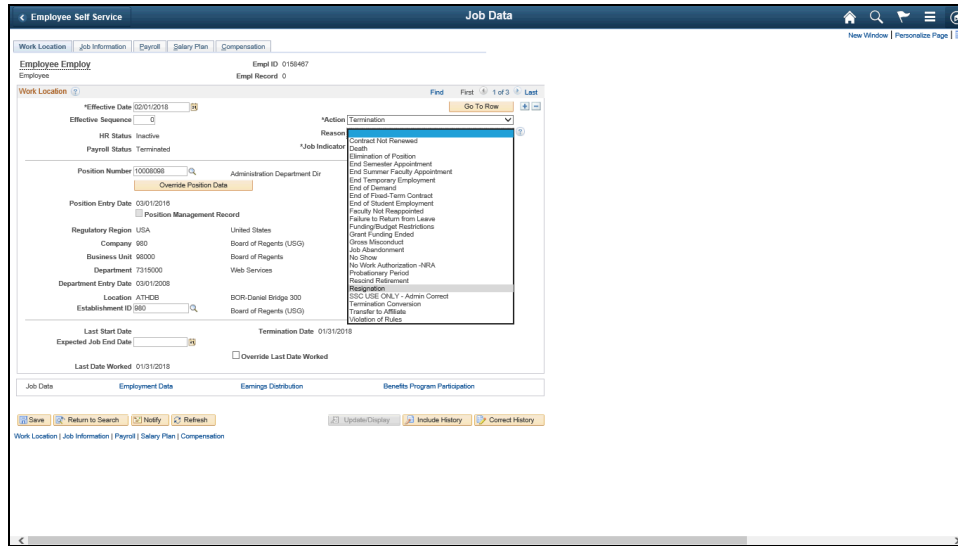 Employee Self Service
Job Data
New Window | Personalize Page |
Work Location
Job Information
Payroll
Salary Plan
Compensation
Employee Employ
Empl ID 0158467
Employee
Empl Record 0
Work Location
Find First 1 of 3 Last
*Effective Date 02/01/2018
Go To Row
Effective Sequence 0
*Action Termination
HR Status Inactive
Reason
Payroll Status Terminated
*Job Indicator
Contract Not Renewed
Death
Elimination of Position
End Semester Appointment
End Summer Faculty Appointment
End Temporary Employment
End of Demand
End of Fixed-Term Contract
End of Student Employment
Faculty Not Reappointed
Failure to Return from Leave
Funding/Budget Restrictions
Grant Funding Ended
Gross Misconduct
Job Abandonment
No Show
No Work Authorization -NRA
Probationary Period
Rescind Retirement
Resignation
SSC USE ONLY - Admin Correct
Termination Conversion
Transfer to Affiliate
Violation of Rules
Position Number 10008098
Administration Department Dir
Override Position Data
Position Entry Date 03/01/2016
Position Management Record
Regulatory Region USA United States
Company 980 Board of Regents (USG)
Business Unit 98000 Board of Regents
Department 7315000 Web Services
Department Entry Date 03/01/2008
Location ATHDB BOR-Daniel Bridge 300
Establishment ID 980 Board of Regents (USG)
Last Start Date
Termination Date 01/31/2018
Expected Job End Date
Override Last Date Worked
Last Date Worked 01/31/2018
Job Data Employment Data Earnings Distribution Benefits Program Participation
Save Return to Search Notify Refresh Update/Display Include History Correct History
Work Location | Job Information | Payroll | Salary Plan | Compensation